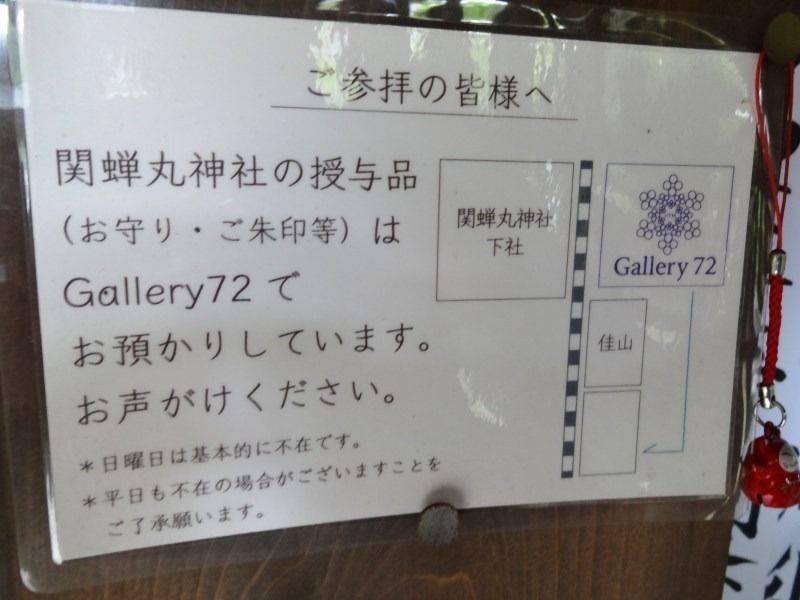 ご参拝の皆様へ
関蝉丸神社の授与品
（お守り・ご朱印等）は
Gallery72で
お預かりしています。
お声がけください。
＊日曜日は基本的に不在です。
＊平日も不在の場合がございますことを
ご了承願います。
関蝉丸神社
下社
Gallery 72
佳山